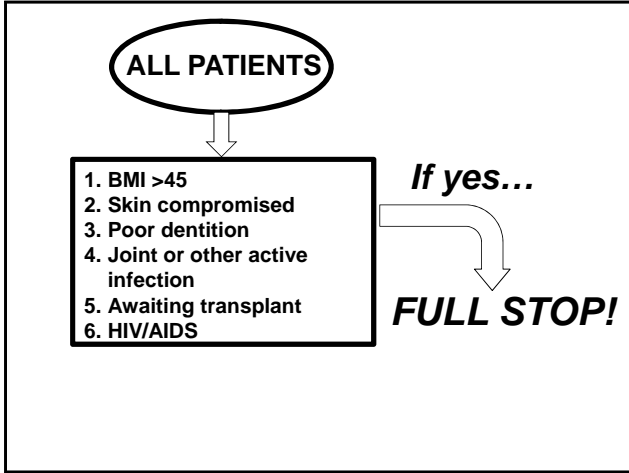 ALL PATIENTS
1. BMI >45
2. Skin compromised
3. Poor dentition
4. Joint or other active
infection
5. Awaiting transplant
6. HIV/AIDS
If yes…
FULL STOP!